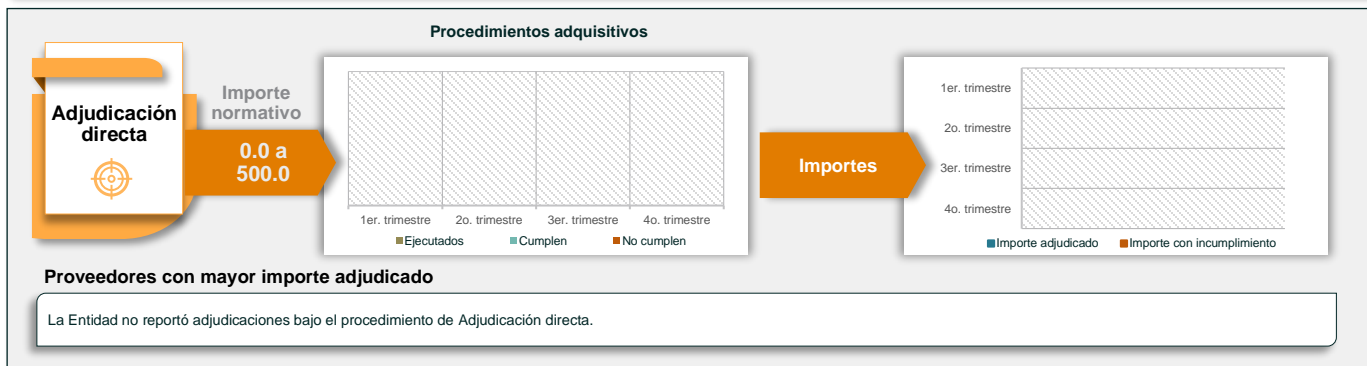 Procedimientos adquisitivos
Adjudicación
directa
Importe
normativo
0.0 a
500.0
1er. trimestre 2o. trimestre 3er. trimestre 4o. trimestre
Ejecutados Cumplen No cumplen
Importes
1er. trimestre
2o. trimestre
3er. trimestre
4o. trimestre
Importe adjudicado Importe con incumplimiento
Proveedores con mayor importe adjudicado
La Entidad no reportó adjudicaciones bajo el procedimiento de Adjudicación directa.